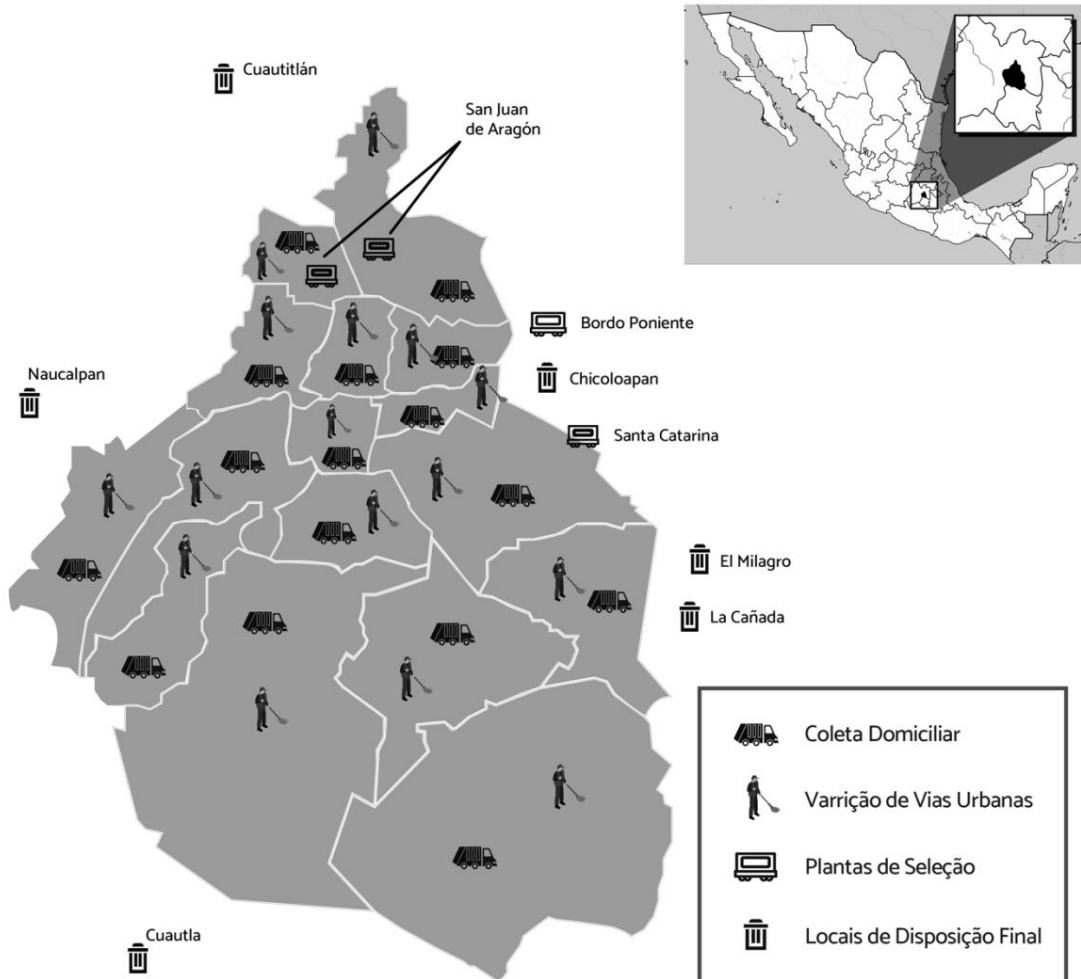 Cuautitlán
San Juan
de Aragón
Bordo Poniente
Naucalpan
Chicoloapan
Santa Catarina
El Milagro
La Cañada
Cuautla
Coleta Domiciliar
Varrição de Vias Urbanas
Plantas de Seleção
Locais de Disposição Final